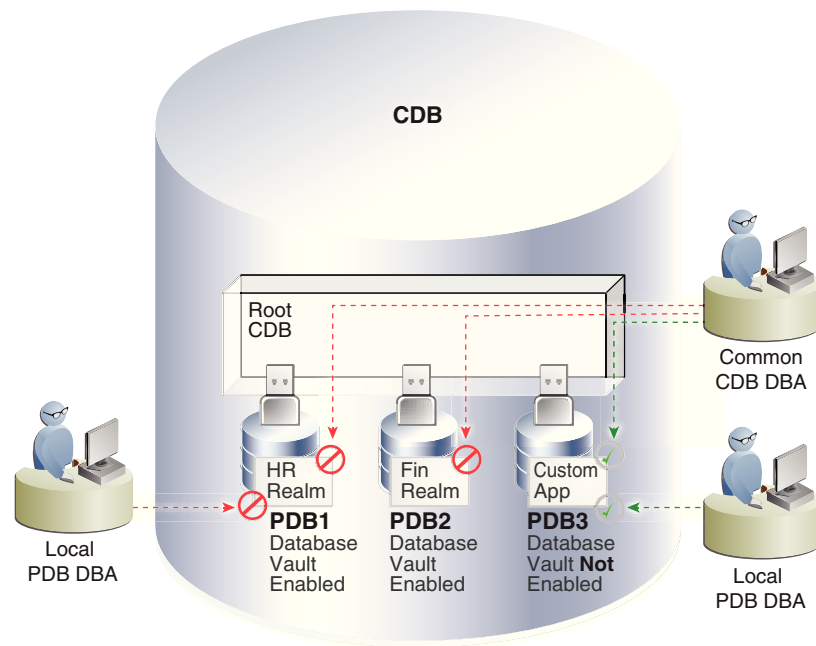 CDB
Root
CDB
Common
CDB DBA
HR
Realm
Fin
Realm
Custom
App
PDB1
Database
Vault
Enabled
PDB2
Database
Vault
Enabled
PDB3
Database
Vault Not
Enabled
Local
PDB DBA
Local
PDB DBA